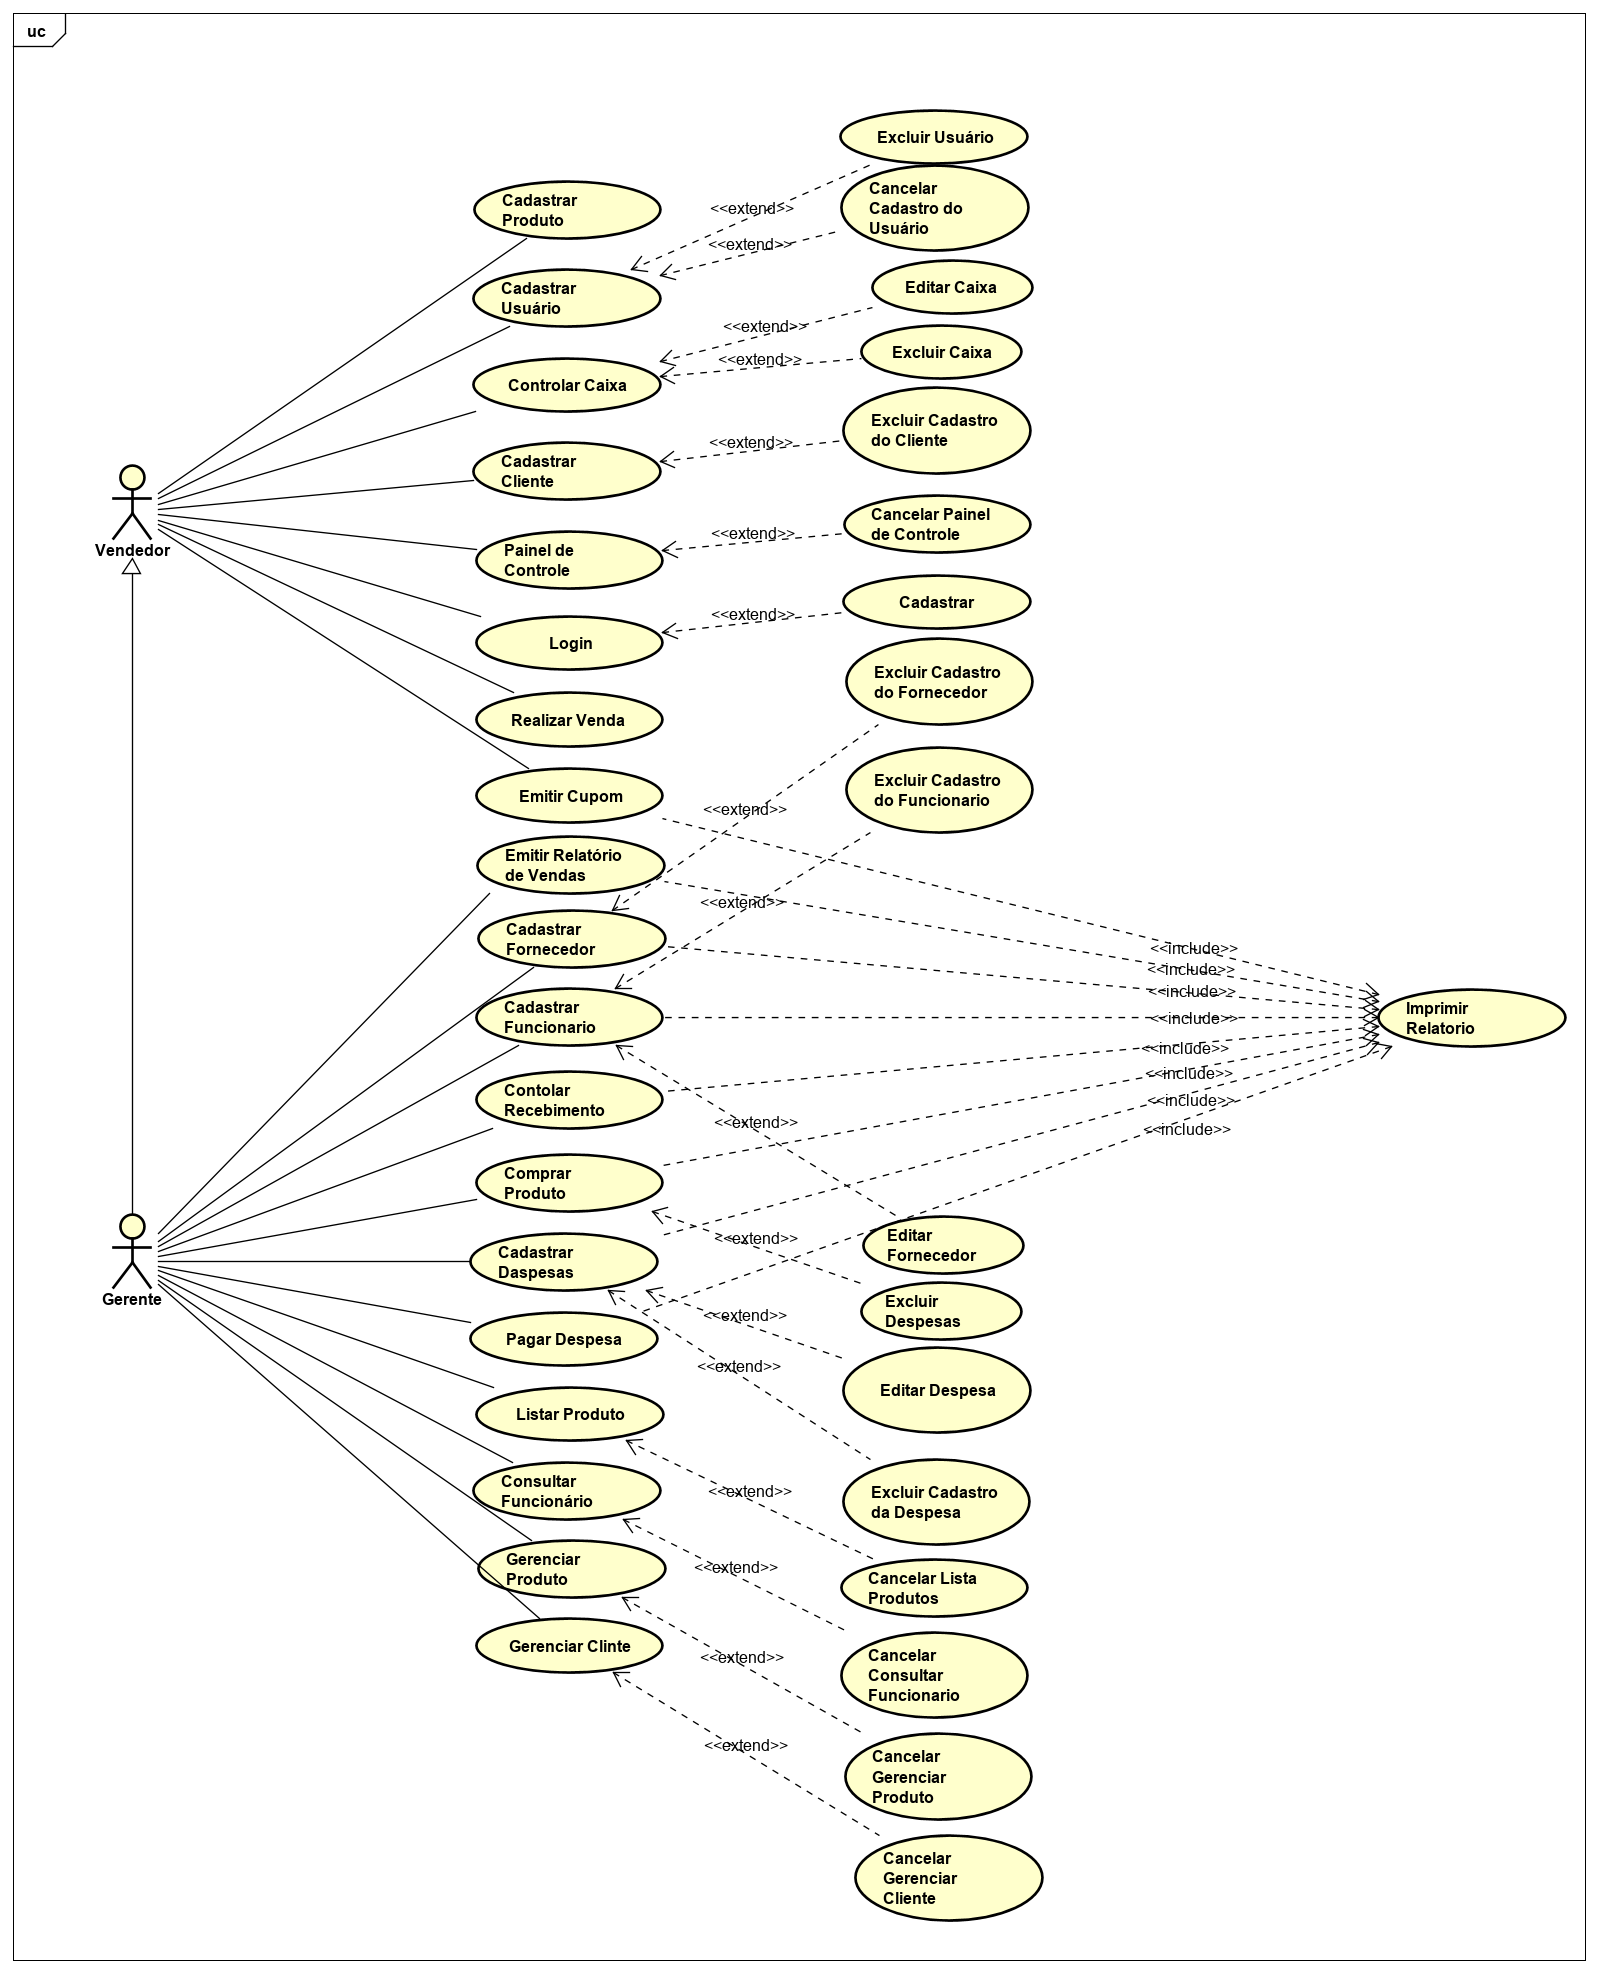 uc
Excluir Usuário
Cadastrar
Produto
<<extend>>
Cancelar
Cadastro do
Usuário
<<extend>>
Cadastrar
Usuário
Editar Caixa
<<extend>>
Excluir Caixa
<<extend>>
Controlar Caixa
Excluir Cadastro
do Cliente
<<extend>>
Cadastrar
Cliente
Vendedor
Cancelar Painel
de Controle
<<extend>>
Painel de
Controle
Cadastrar
<<extend>>
Login
Excluir Cadastro
do Fornecedor
Realizar Venda
Emitir Cupom
<<extend>>
Excluir Cadastro
do Funcionario
Emitir Relatório
de Vendas
<<extend>>
Cadastrar
Fornecedor
<<include>>
<<include>>
<<include>>
Cadastrar
Funcionario
<<include>>
Imprimir
Relatorio
<<include>>
<<include>>
<<include>>
<<include>>
Contolar
Recebimento
<<extend>>
Comprar
Produto
Editar
Fornecedor
<<extend>>
Cadastrar
Daspesas
Gerente
Excluir
Despesas
<<extend>>
Pagar Despesa
<<extend>>
Editar Despesa
Listar Produto
Consultar
Funcionário
<<extend>>
Excluir Cadastro
da Despesa
<<extend>>
Gerenciar
Produto
Cancelar Lista
Produtos
Gerenciar Clinte
<<extend>>
Cancelar
Consultar
Funcionario
<<extend>>
Cancelar
Gerenciar
Produto
Cancelar
Gerenciar
Cliente